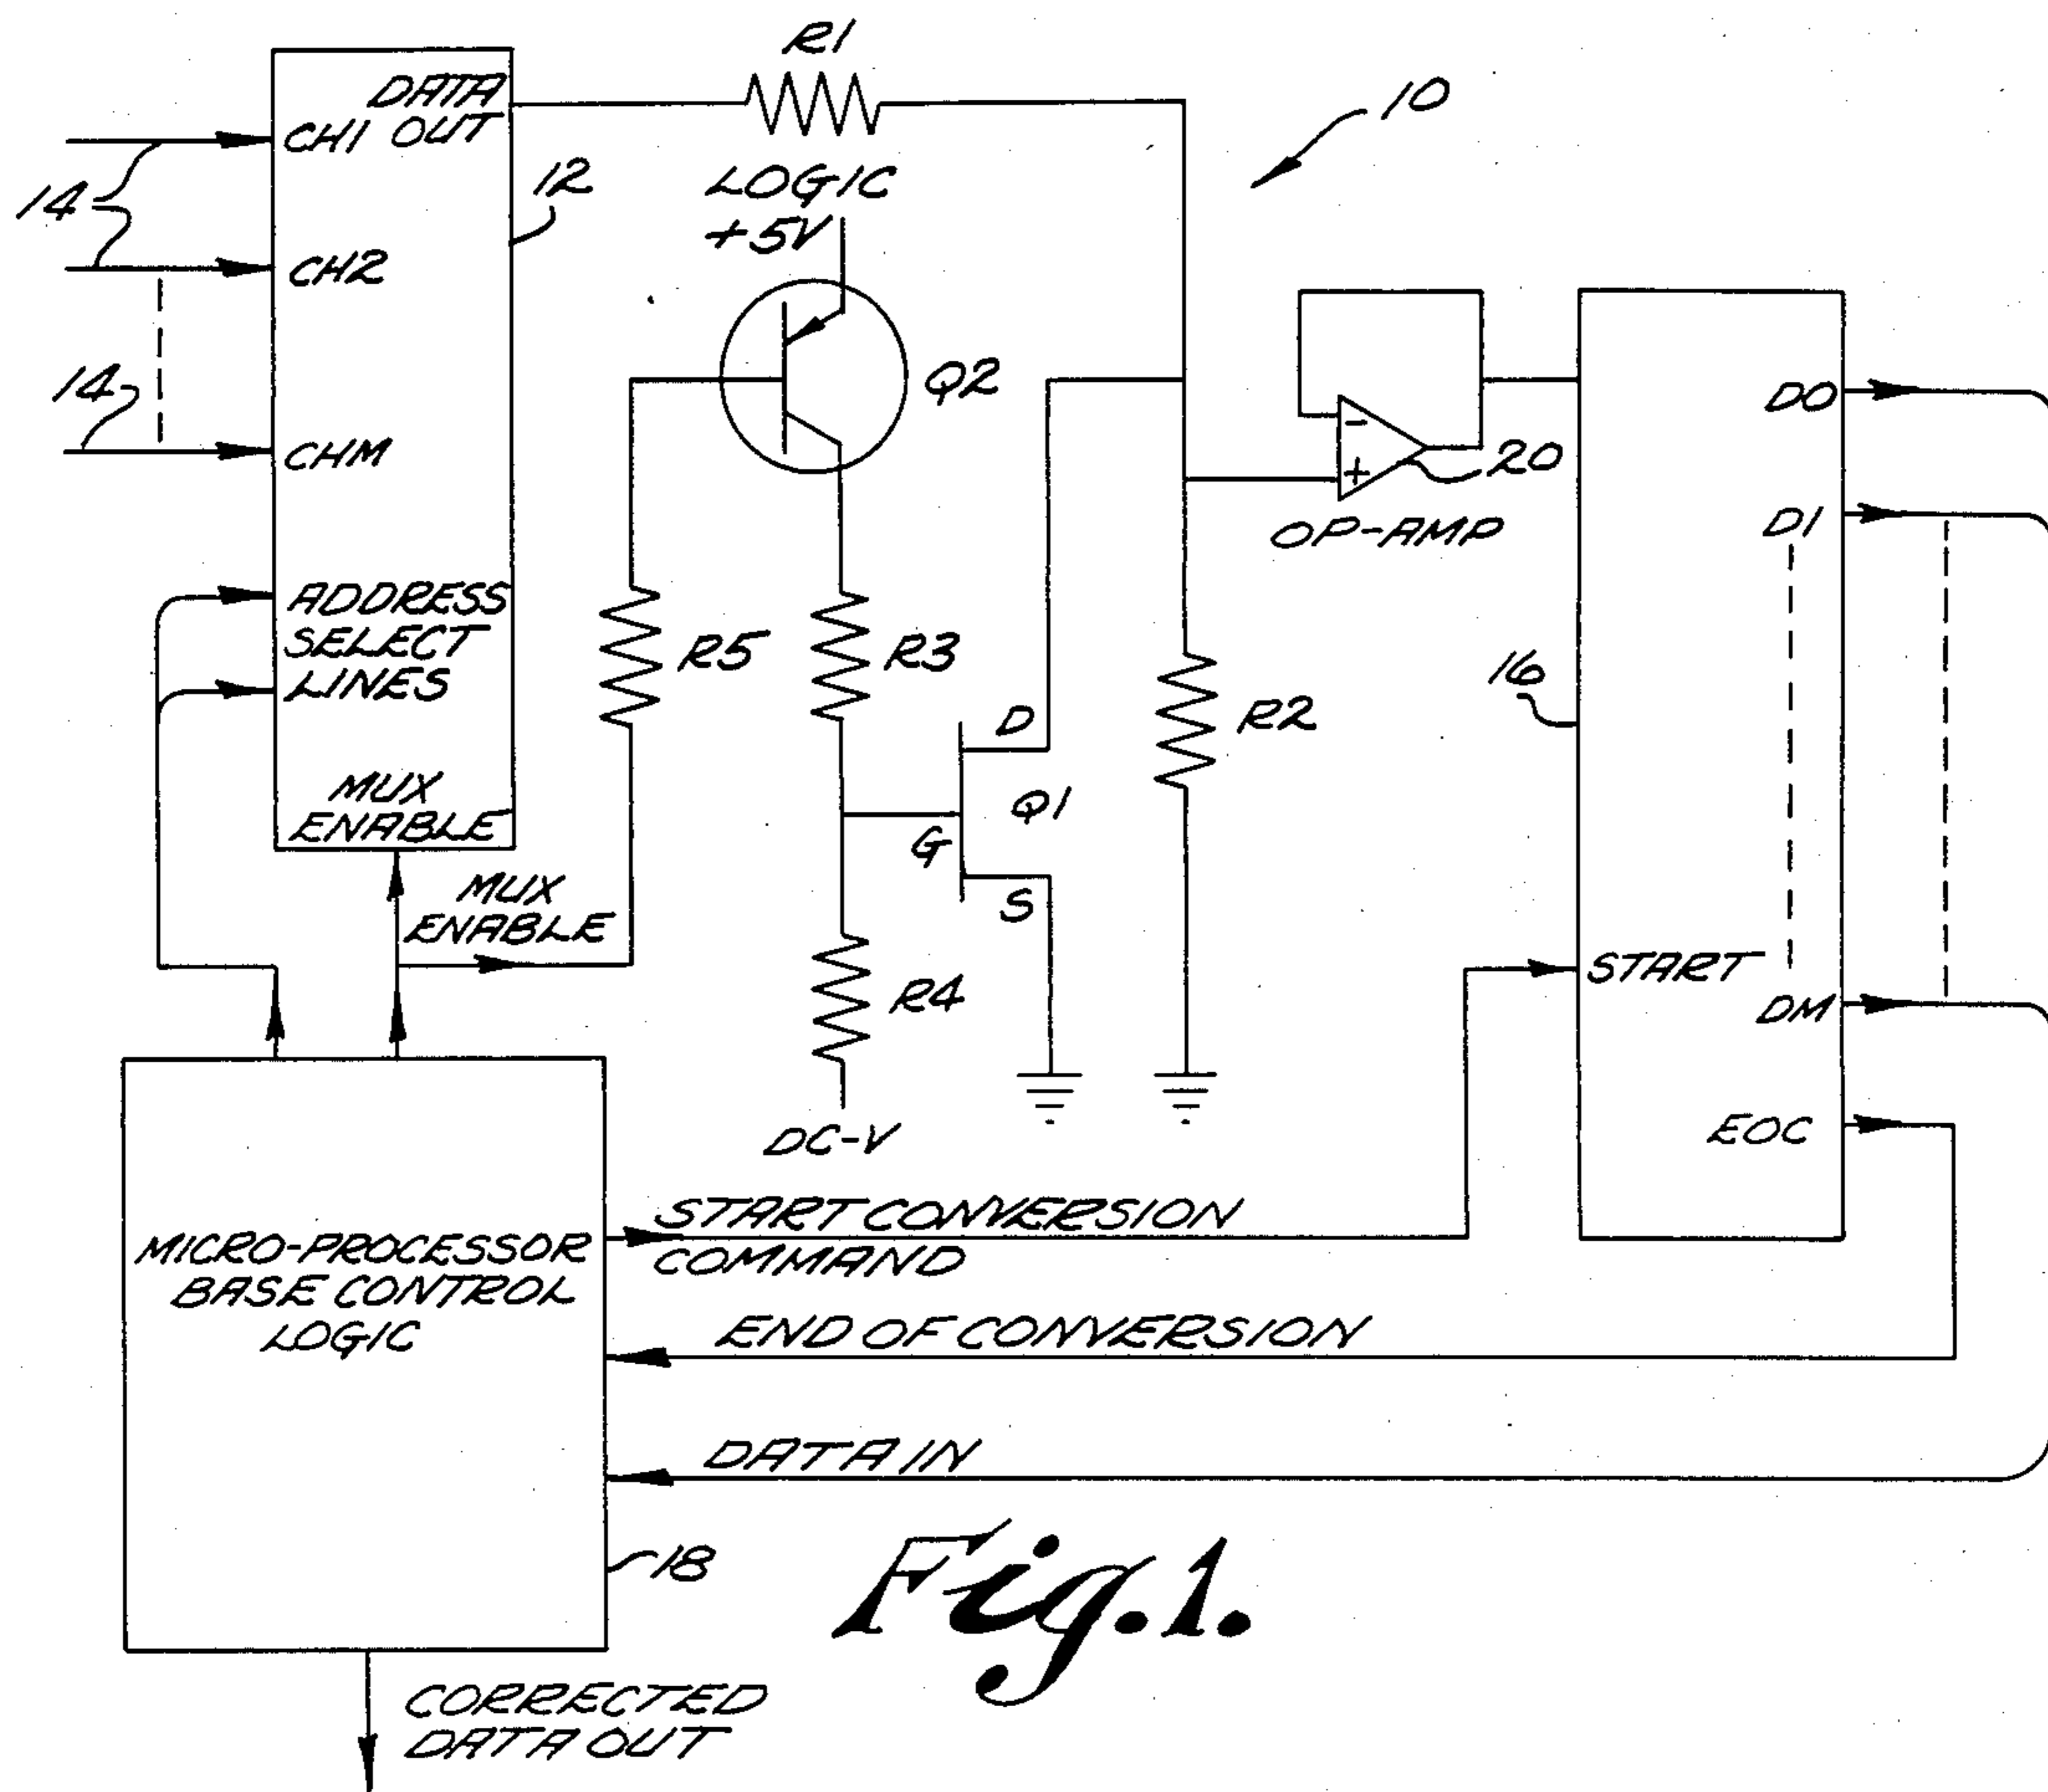 R1
10
DATA
CH1 OUT
LOGIC
+5V
12
14
CH2
Q2
14
CHM
DO
20
OP-AMP
D1
ADDRESS
SELECT
LINES
R5
R3
D
R2
16
MUX
ENABLE
Q1
G
S
MUX
ENABLE
R4
START
DM
DC-V
EOC
START CONVERSION
COMMAND
MICRO-PROCESSOR
BASE CONTROL
LOGIC
END OF CONVERSION
DATA IN
18
Fig.1.
CORRECTED
DATA OUT
-
+